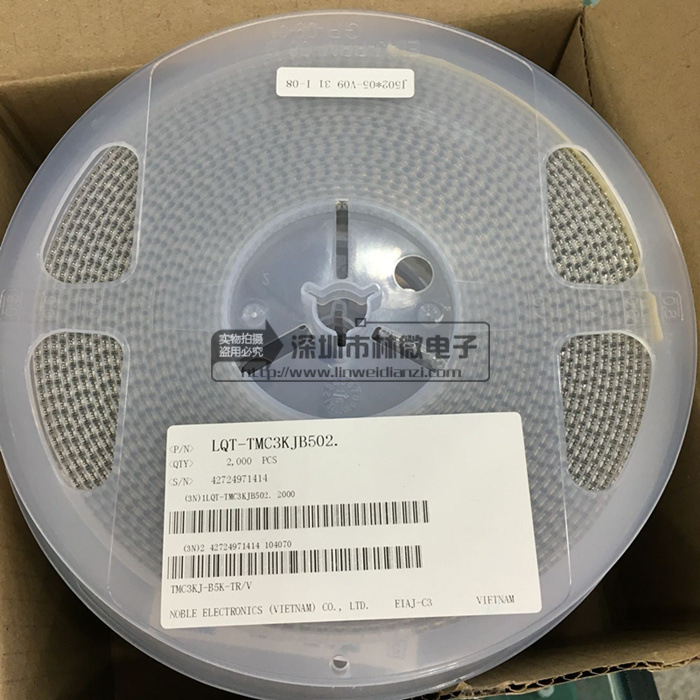 J502*05-V09 31 I-08
实物拍摄
盗用必究
深圳市林微电子
http://www.linweidianzi.com
<P/N> LQT-TMC3KJB502.
<QTY> 2,000 PCS
<S/N> 42724971414
(3N)1LQT-TMC3KJB502. 2000
(3N)2 42724971414 104070
TMC3KJ-B5K-TR/V
NOBLE ELECTRONICS (VIETNAM) CO., LTD. EIAJ-C3 VIETNAM